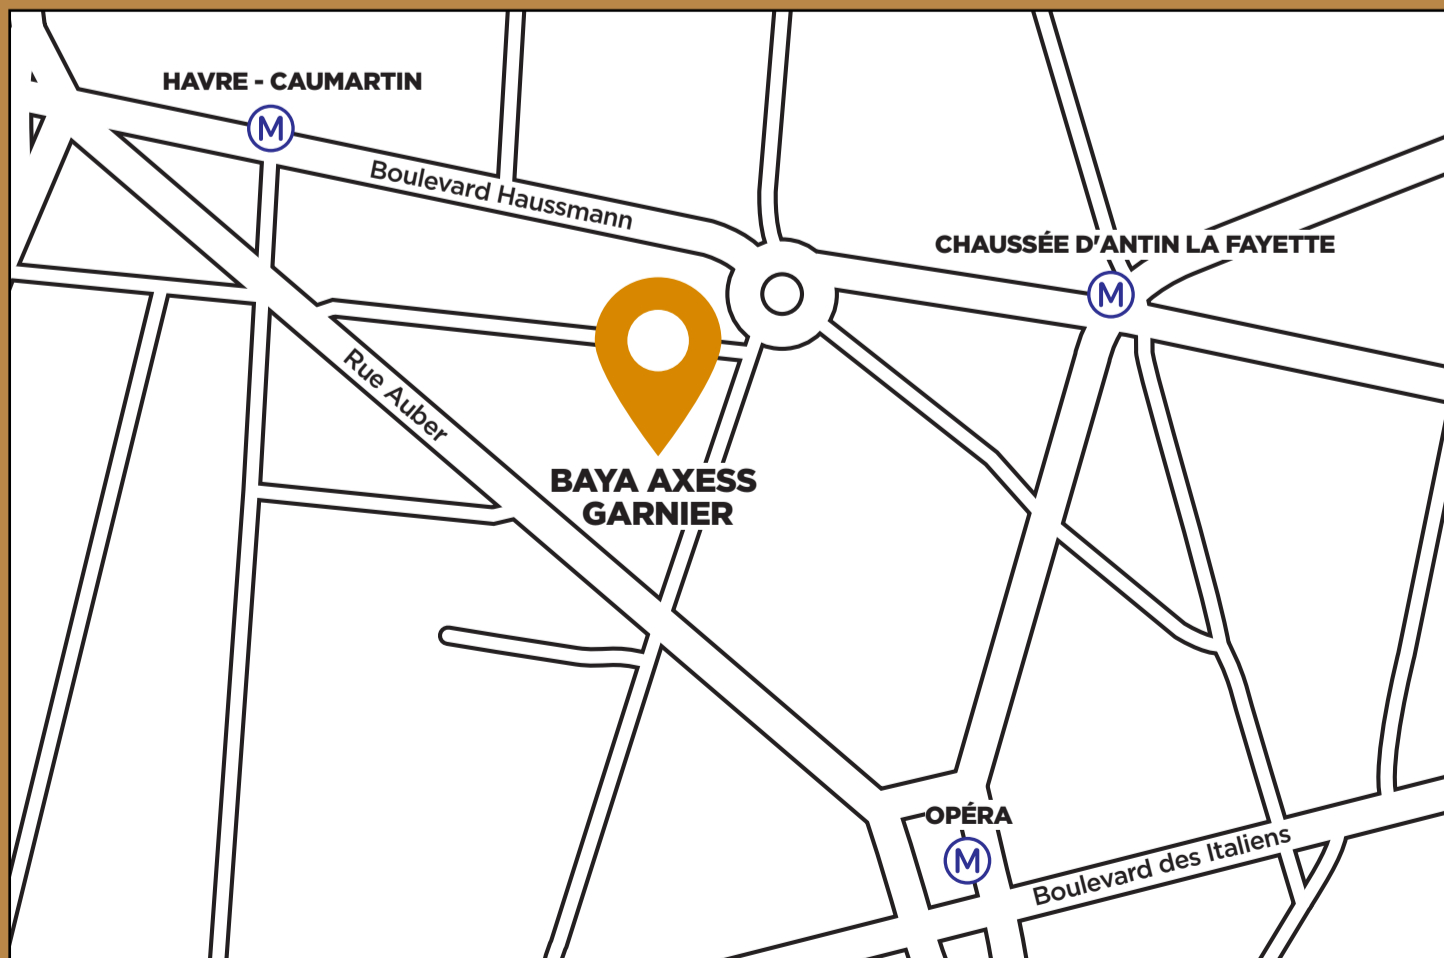 HAVRE - CAUMARTIN
M
Boulevard Haussmann
CHAUSSÉE D'ANTIN LA FAYETTE
M
Rue Auber
BAYA AXESS
GARNIER
OPÉRA
M
Boulevard des Italiens